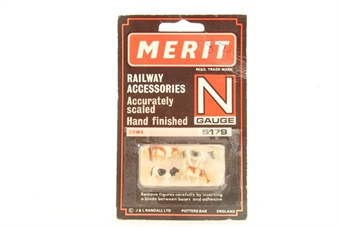 MERIT
REGD. TRADE MARK
RAILWAY
ACCESSORIES
Accurately
scaled
Hand finished
N
GAUGE
COWS
5179
Remove figures carefully by inserting
a blade between bases and adhesive
© J & L RANDALL LTD POTTERS BAR ENGLAND